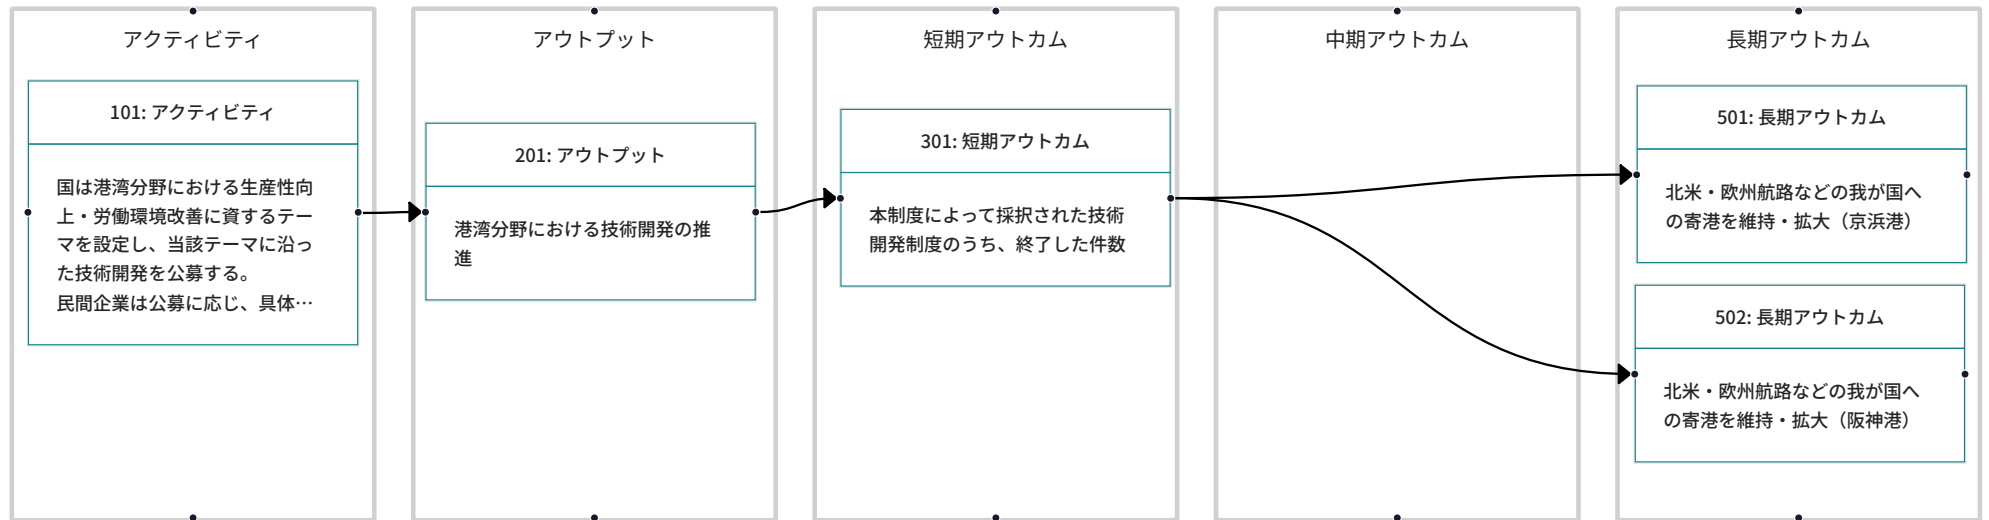 アクティビティ
101: アクティビティ
国は港湾分野における生産性向
上・労働環境改善に資するテー
マを設定し、当該テーマに沿っ
た技術開発を公募する。
民間企業は公募に応じ、具体…
アウトプット
201: アウトプット
港湾分野における技術開発の推
進
短期アウトカム
301: 短期アウトカム
本制度によって採択された技術
開発制度のうち、終了した件数
中期アウトカム
長期アウトカム
501: 長期アウトカム
北米・欧州航路などの我が国へ
の寄港を維持・拡大（京浜港）
502: 長期アウトカム
北米・欧州航路などの我が国へ
の寄港を維持・拡大（阪神港）